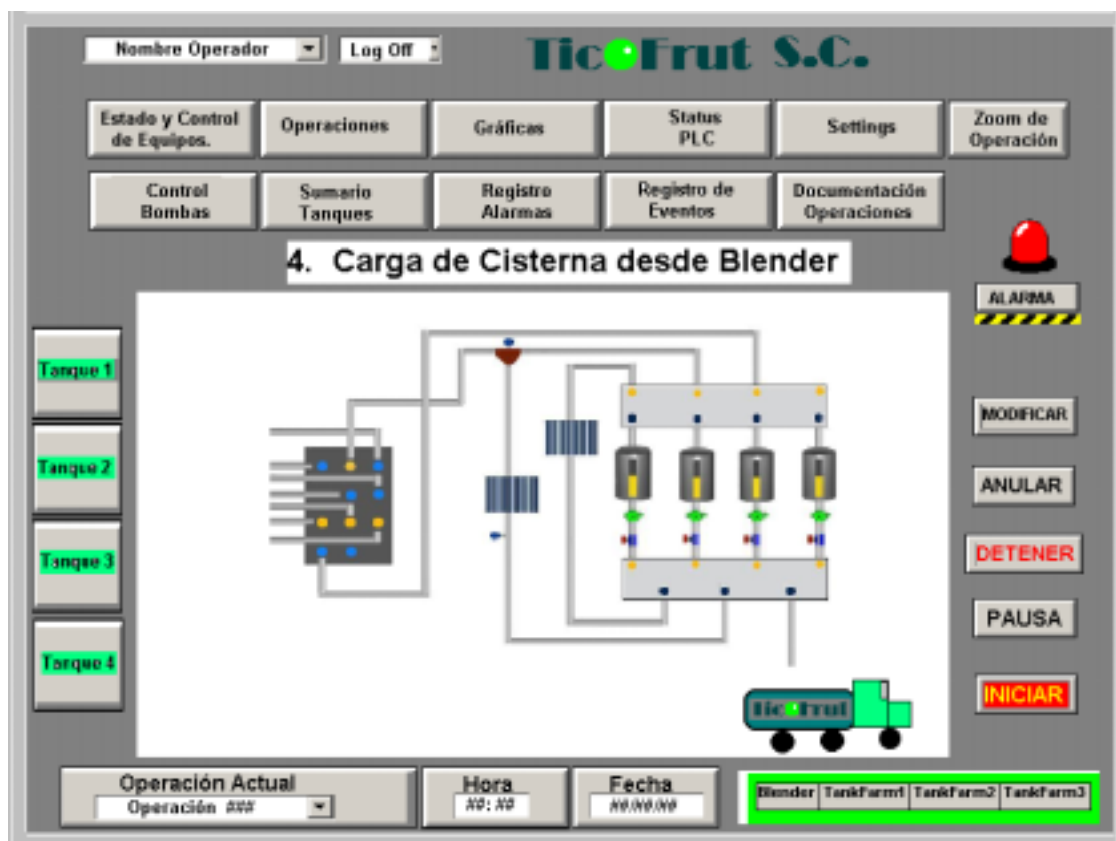 Nombre Operador
Log Off
TicoFrut S.C.
Estado y Control
de Equipos.
Operaciones
Gráficas
Status
PLC
Settings
Zoom de
Operación
Control
Bombas
Sumario
Tanques
Registro
Alarmas
Registro de
Eventos
Documentación
Operaciones
4. Carga de Cisterna desde Blender
ALARMA
Tanque 1
MODIFICAR
Tanque 2
ANULAR
Tanque 3
DETENER
PAUSA
Tanque 4
INICIAR
TicoFrut
Operación Actual
Operación ###
Hora
##:##
Fecha
##/##/##
Blender TankFarm1 TankFarm2 TankFarm3